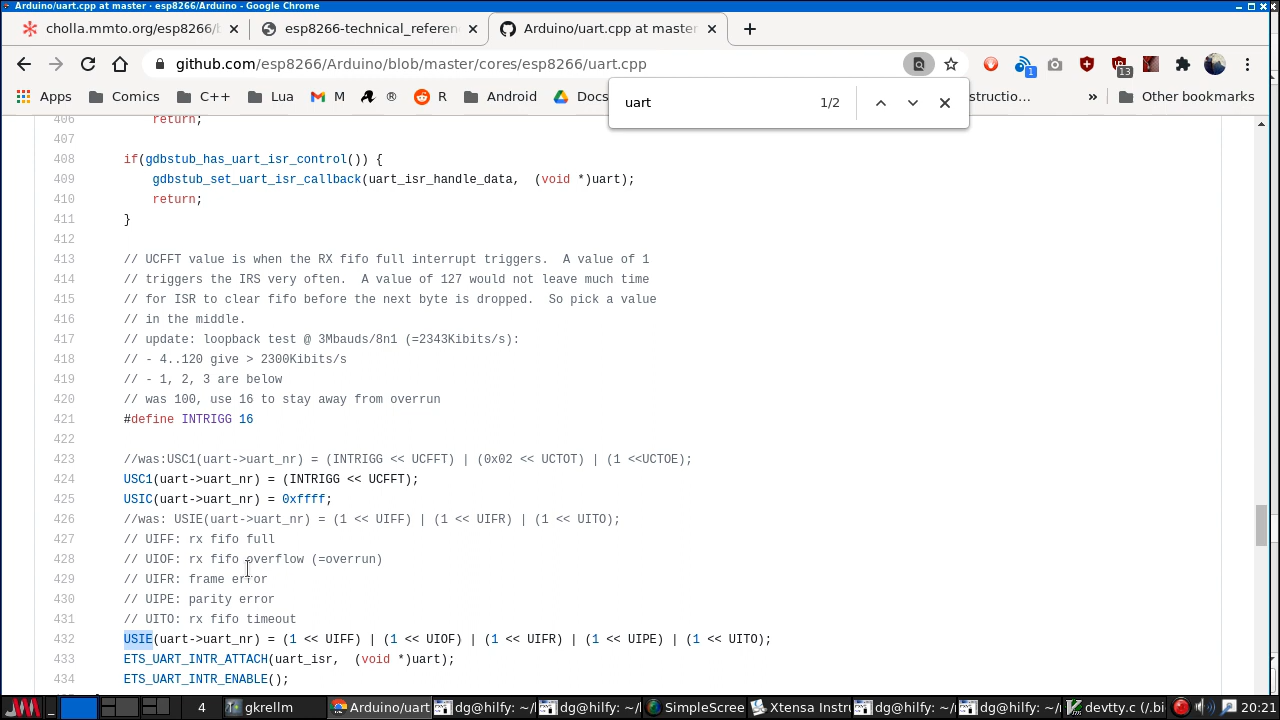 Arduino/uart.cpp at master · esp8266/Arduino - Google Chrome
cholla.mmto.org/esp8266/b
esp8266-technical_referen
Arduino/uart.cpp at master
github.com/esp8266/Arduino/blob/master/cores/esp8266/uart.cpp
1
13
Apps Cpp Lua M Ⓡ R Android Docs structio... » Other bookmarks
uart 1/2
406 return;
407
408 if(gdbstub_has_uart_isr_control()) {
409 gdbstub_set_uart_isr_callback(uart_isr_handle_data,  (void *)uart);
410 return;
411 }
412
413 // UCFFT value is when the RX fifo full interrupt triggers.  A value of 1
414 // triggers the IRS very often.  A value of 127 would not leave much time
415 // for ISR to clear fifo before the next byte is dropped.  So pick a value
416 // in the middle.
417 // update: loopback test @ 3Mbauds/8n1 (=2343Kibits/s):
418 // - 4..120 give > 2300Kibits/s
419 // - 1, 2, 3 are below
420 // was 100, use 16 to stay away from overrun
421 #define INTRIGG 16
422
423 //was:USC1(uart->uart_nr) = (INTRIGG << UCFFT) | (0x02 << UCTOT) | (1 <<UCTOE);
424 USC1(uart->uart_nr) = (INTRIGG << UCFFT);
425 USIC(uart->uart_nr) = 0xffff;
426 //was: USIE(uart->uart_nr) = (1 << UIFF) | (1 << UIFR) | (1 << UITO);
427 // UIFF: rx fifo full
428 // UIOF: rx fifo overflow (=overrun)
429 // UIFR: frame error
430 // UIPE: parity error
431 // UITO: rx fifo timeout
432 USIE(uart->uart_nr) = (1 << UIFF) | (1 << UIOF) | (1 << UIFR) | (1 << UIPE) | (1 << UITO);
433 ETS_UART_INTR_ATTACH(uart_isr,  (void *)uart);
434 ETS_UART_INTR_ENABLE();
4 gkrellm Arduino/uart dg@hilfy: ~/ dg@hilfy: ~/ SimpleScree Xtensa Instru dg@hilfy: ~/ dg@hilfy: ~/ devtty.c (/.bi 20:21